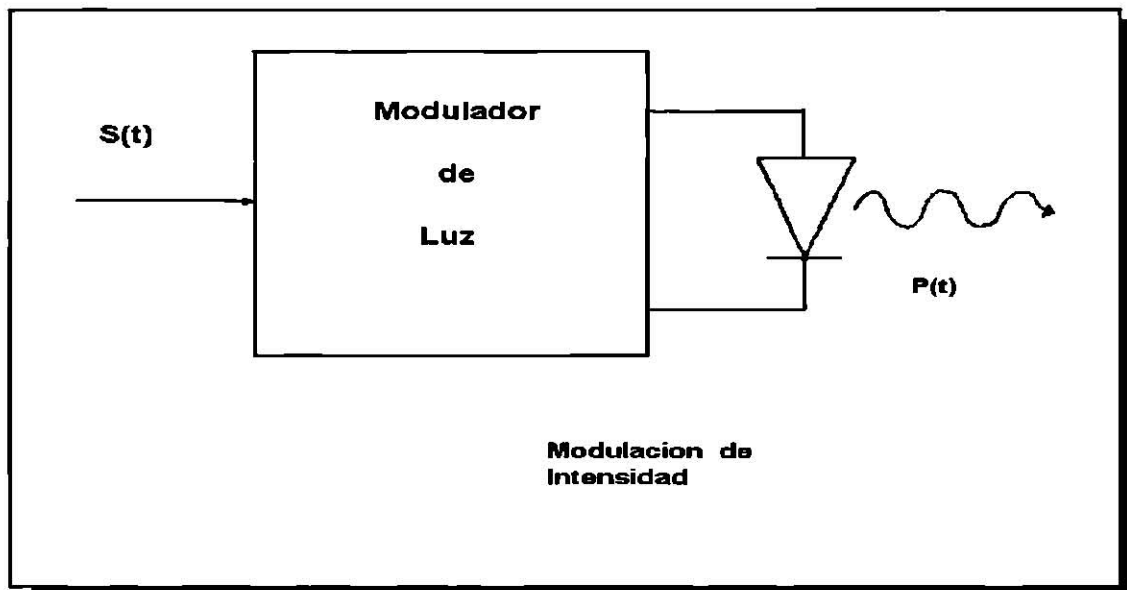 S(t)
Modulador
de
Luz
P(t)
Modulacion de
Intensidad